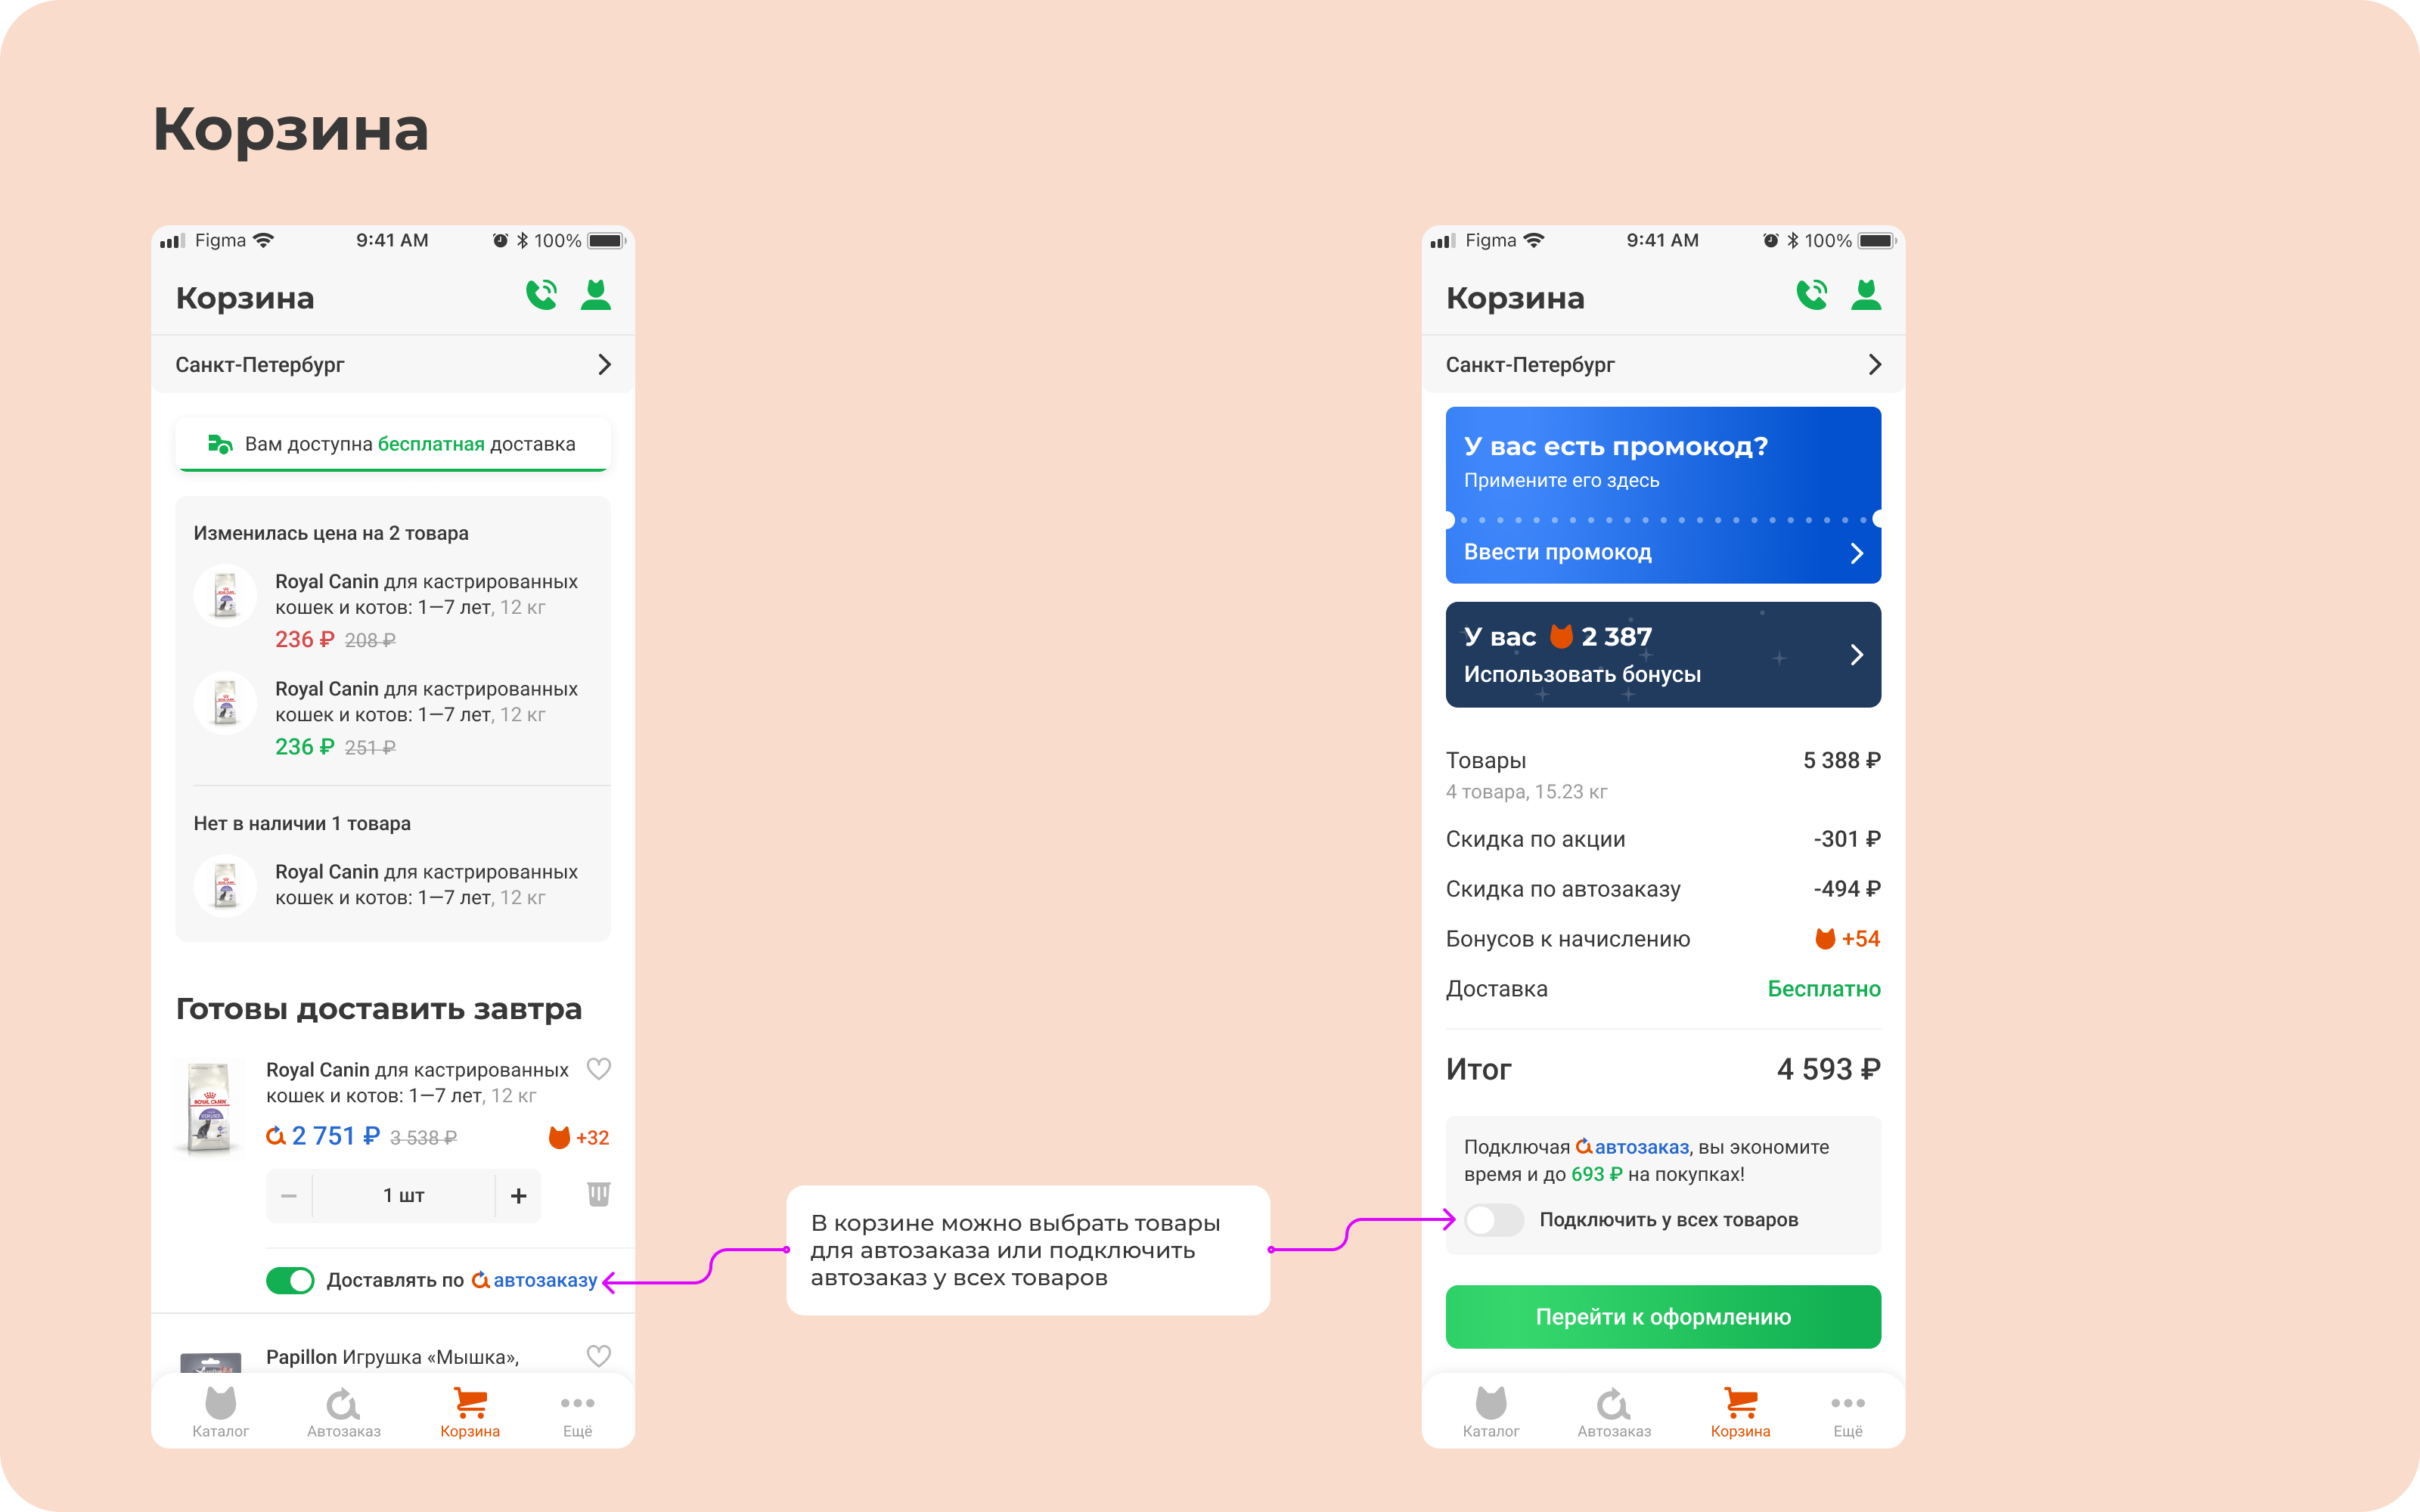 Корзина
Figma
9:41 AM
100%
Корзина
Санкт-Петербург
Вам доступна бесплатная доставка
Изменилась цена на 2 товара
Royal Canin для кастрированных
кошек и котов: 1—7 лет, 12 кг
236 ₽ 208 ₽
Royal Canin для кастрированных
кошек и котов: 1—7 лет, 12 кг
236 ₽ 251 ₽
Нет в наличии 1 товара
Royal Canin для кастрированных
кошек и котов: 1—7 лет, 12 кг
Готовы доставить завтра
Royal Canin для кастрированных
кошек и котов: 1—7 лет, 12 кг
2 751 ₽ 3 538 ₽ +32
ROYAL CANIN
1 шт
Доставлять по автозаказу
Papillon Игрушка «Мышка»,
Каталог
Автозаказ
Корзина
Ещё
В корзине можно выбрать товары
для автозаказа или подключить
автозаказ у всех товаров
Figma
9:41 AM
100%
Корзина
Санкт-Петербург
У вас есть промокод?
Примените его здесь
Ввести промокод
У вас 2 387
Использовать бонусы
Товары 5 388 ₽
4 товара, 15.23 кг
Скидка по акции -301 ₽
Скидка по автозаказу -494 ₽
Бонусов к начислению +54
Доставка Бесплатно
Итог 4 593 ₽
Подключая автозаказ, вы экономите
время и до 693 ₽ на покупках!
Подключить у всех товаров
Перейти к оформлению
Каталог
Автозаказ
Корзина
Ещё